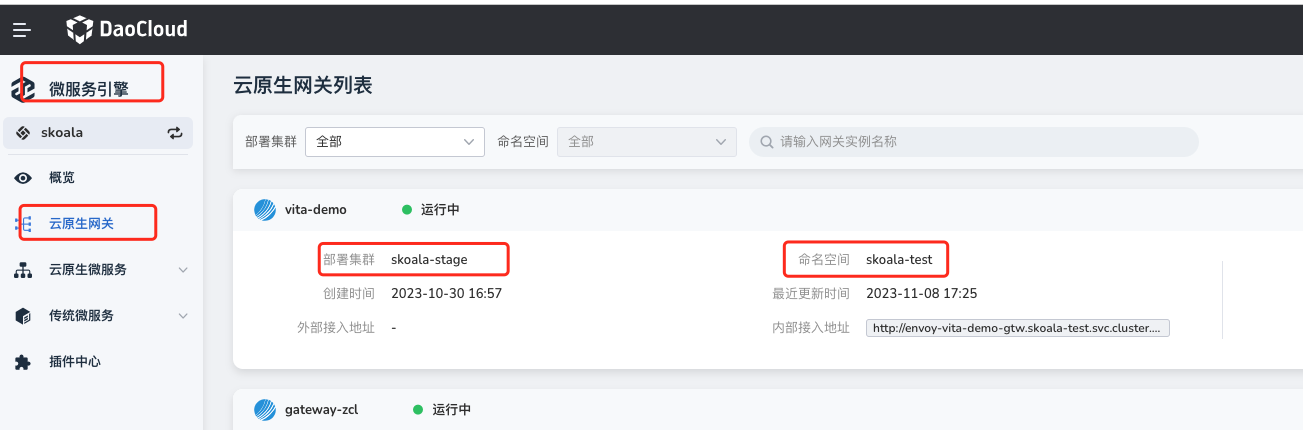 DaoCloud
微服务引擎
skoala
概览
云原生网关
云原生微服务
传统微服务
插件中心
云原生网关列表
部署集群 全部 命名空间 全部 请输入网关实例名称
vita-demo 运行中
部署集群 skoala-stage 命名空间 skoala-test
创建时间 2023-10-30 16:57 最近更新时间 2023-11-08 17:25
外部接入地址 - 内部接入地址 http://envoy-vita-demo-gtw.skoala-test.svc.cluster....
gateway-zcl 运行中